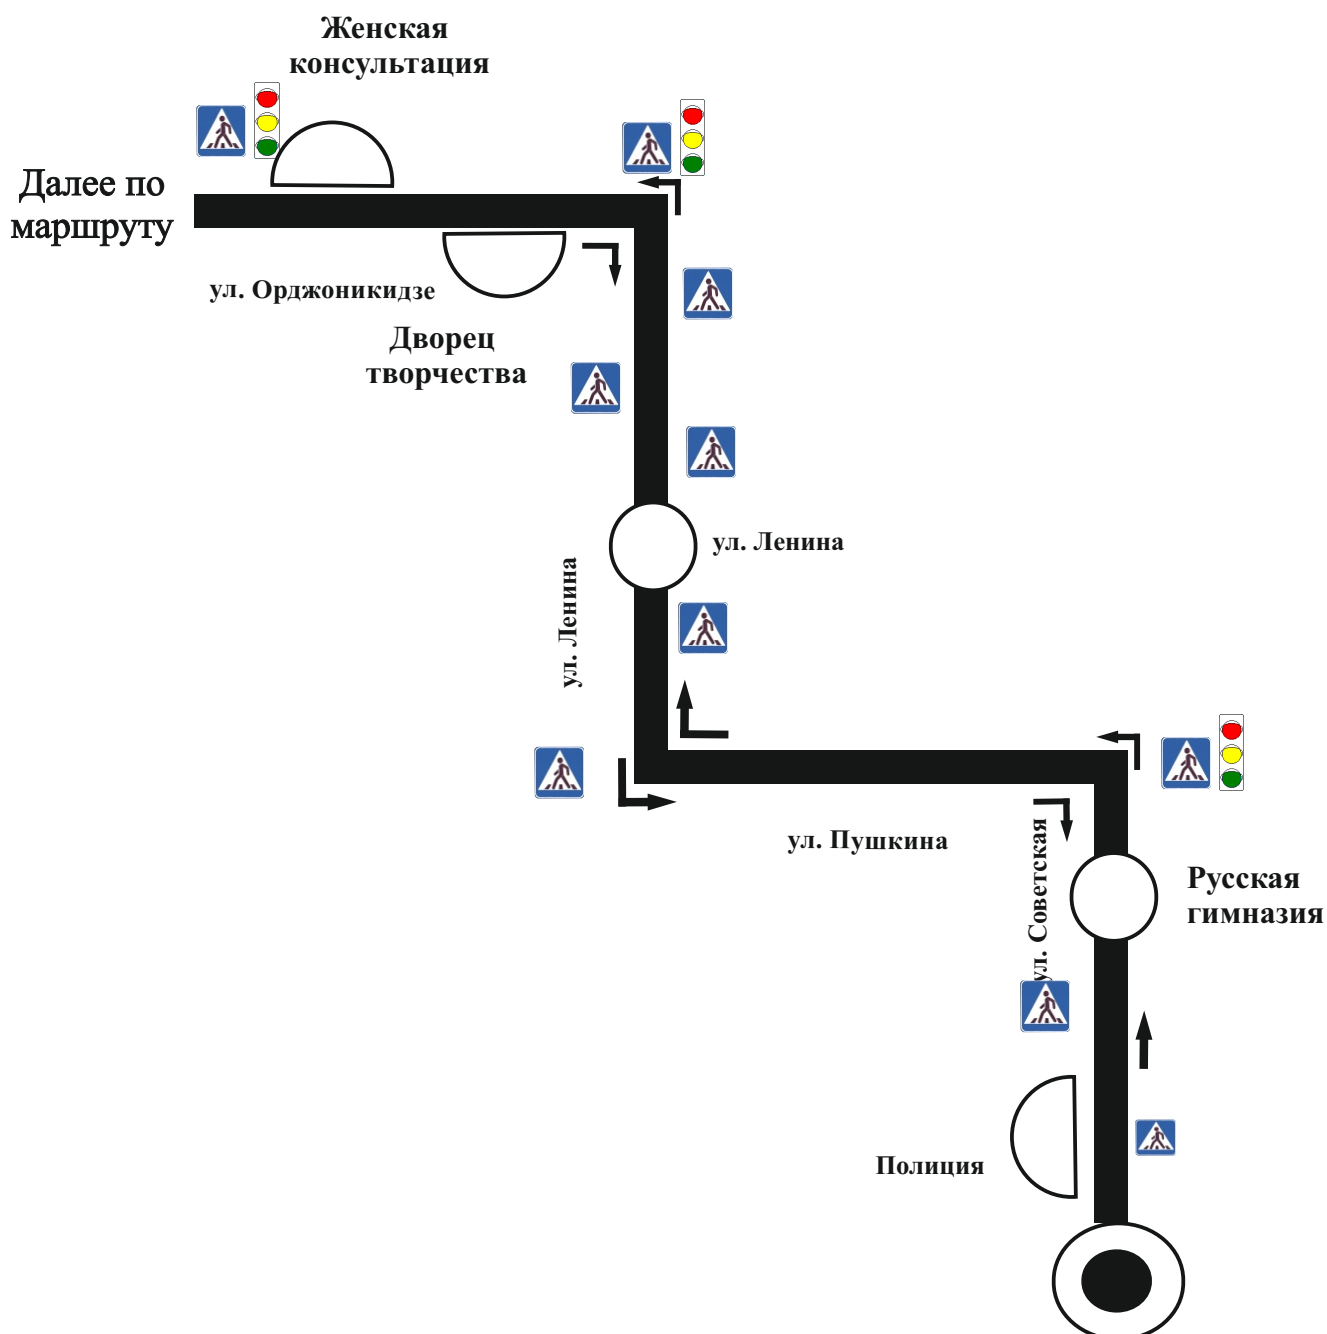 Женская
консультация
Далее по
маршруту
ул. Орджоникидзе
Дворец
творчества
ул. Ленина
ул. Ленина
ул. Пушкина
ул. Советская
Русская
гимназия
Полиция